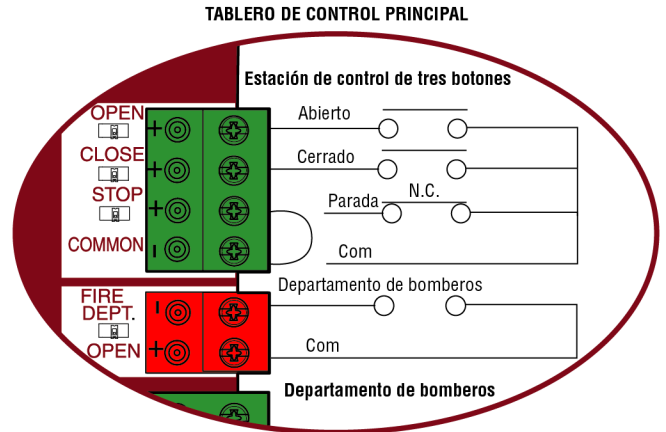 TABLERO DE CONTROL PRINCIPAL
Estación de control de tres botones
OPEN
+
Abierto
CLOSE
+
Cerrado
STOP
+
Parada
N.C.
COMMON
-
Com
FIRE
DEPT.
-
Departamento de bomberos
OPEN
+
Com
Departamento de bomberos